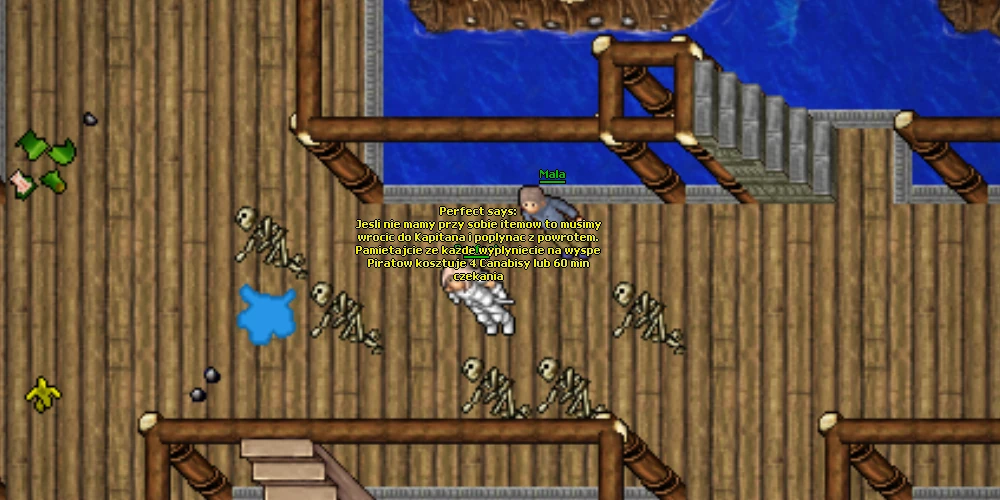 Mala
Perfect says:
Jesli nie mamy przy sobie itemow to musimy
wrocic do Kapitana i poplynac z powrotem.
Pamietajcie ze kazde wyplyniecie na wyspe
Piratow kosztuje 4 Canabisy lub 60 min
czekania